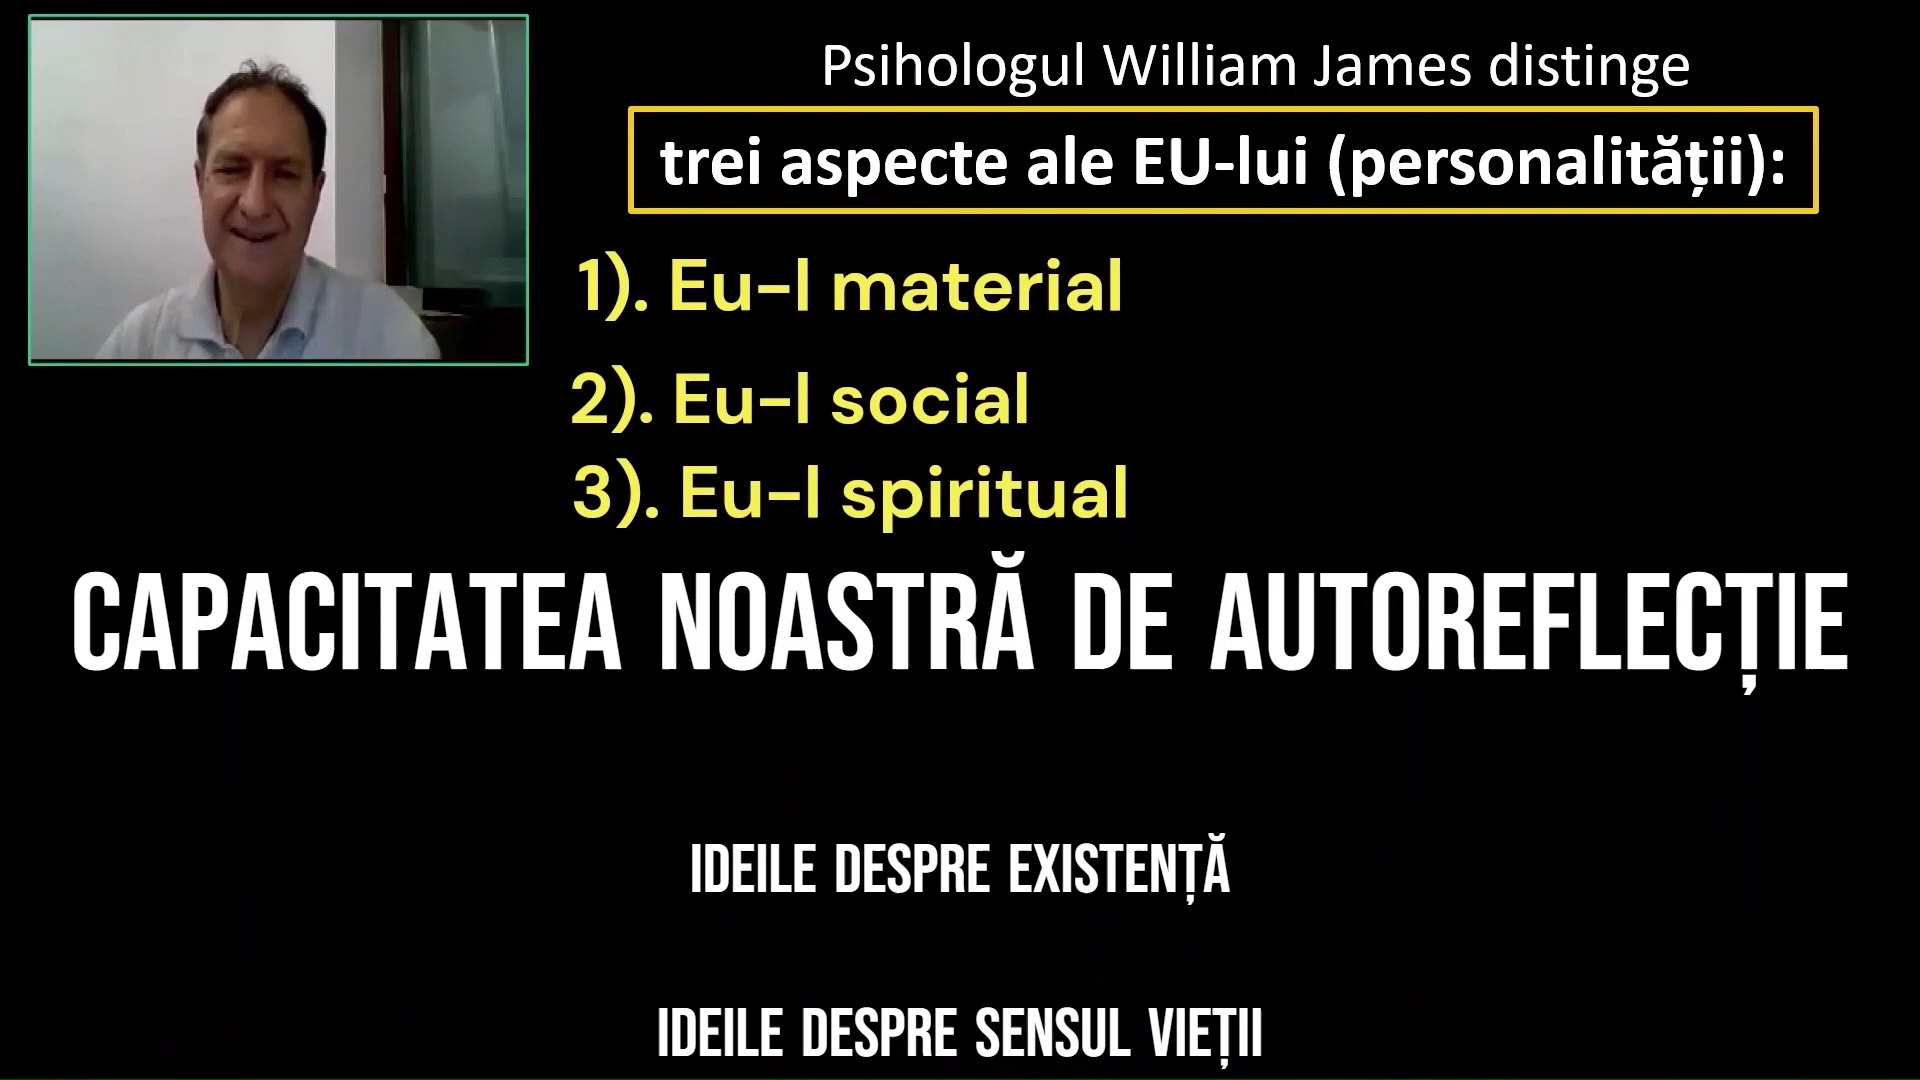 Psihologul William James distinge
trei aspecte ale EU-lui (personalității):
1). Eu-l material
2). Eu-l social
3). Eu-l spiritual
CAPACITATEA NOASTRĂ DE AUTOREFLECȚIE
IDEILE DESPRE EXISTENȚĂ
IDEILE DESPRE SENSUL VIEȚII